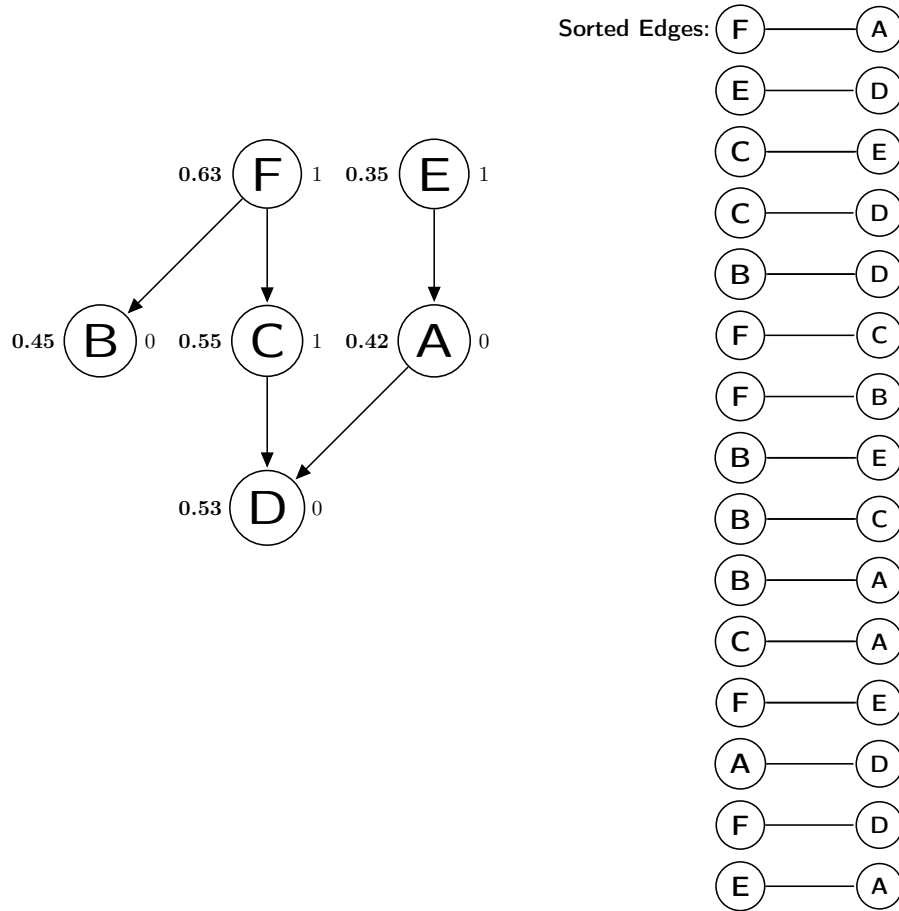 Sorted Edges: F A
E D
C E
0.63 F 1 0.35 E 1
C D
B D
0.45 B 0 0.55 C 1 0.42 A 0
F C
F B
B E
0.53 D 0
B C
B A
C A
F E
A D
F D
E A